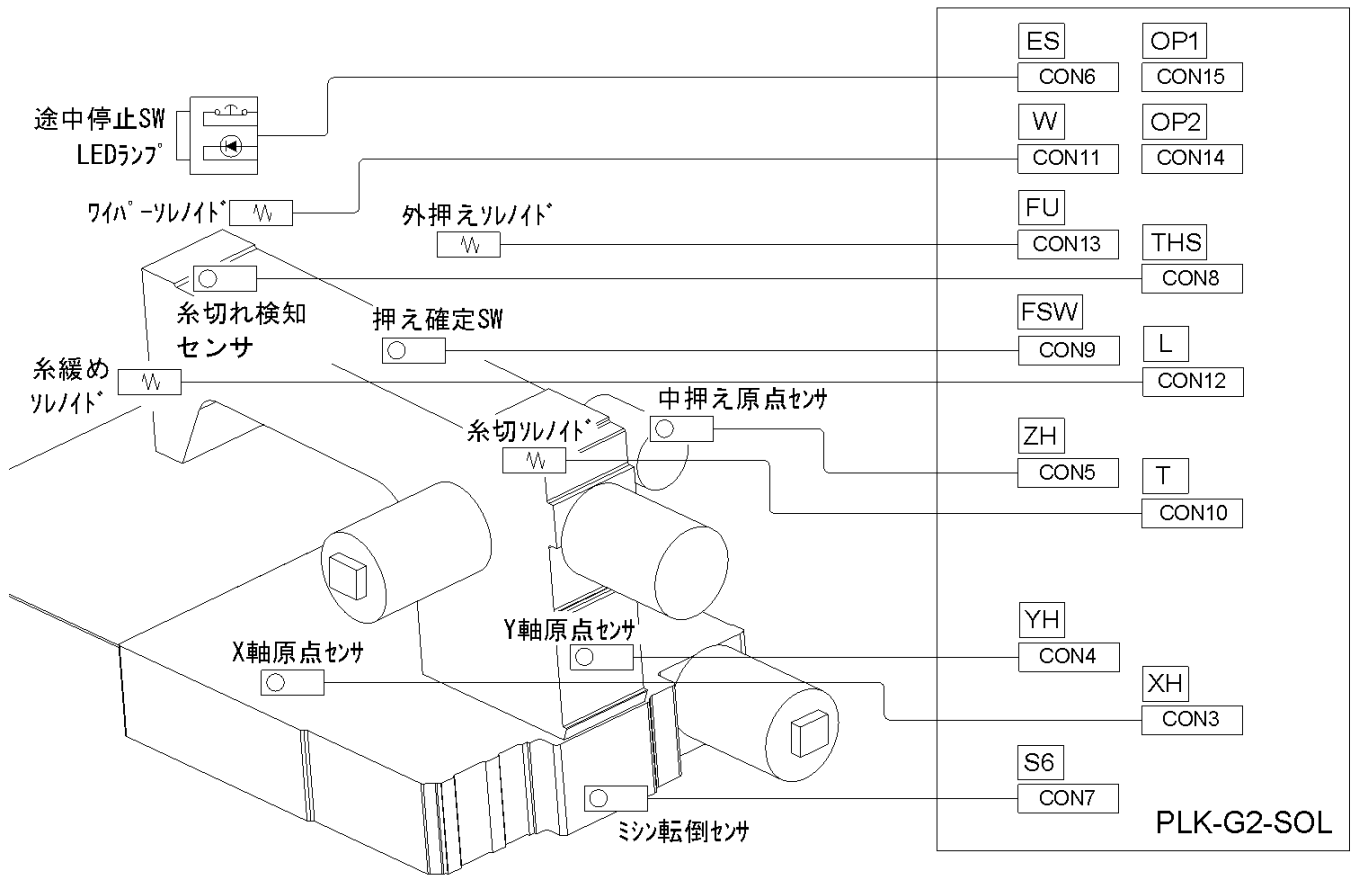 ES
OP1
CON6
CON15
途中停止SW
LEDﾗﾝﾌﾟ
W
OP2
CON11
CON14
ﾜｲﾊﾟｰｿﾚﾉｲﾄﾞ
外押えｿﾚﾉｲﾄﾞ
FU
CON13
THS
CON8
糸切れ検知
センサ
押え確定SW
FSW
CON9
L
CON12
糸緩め
ｿﾚﾉｲﾄﾞ
中押え原点ｾﾝｻ
糸切ｿﾚﾉｲﾄﾞ
ZH
CON5
T
CON10
Y軸原点ｾﾝｻ
YH
CON4
X軸原点ｾﾝｻ
XH
CON3
S6
CON7
ﾐｼﾝ転倒ｾﾝｻ
PLK-G2-SOL